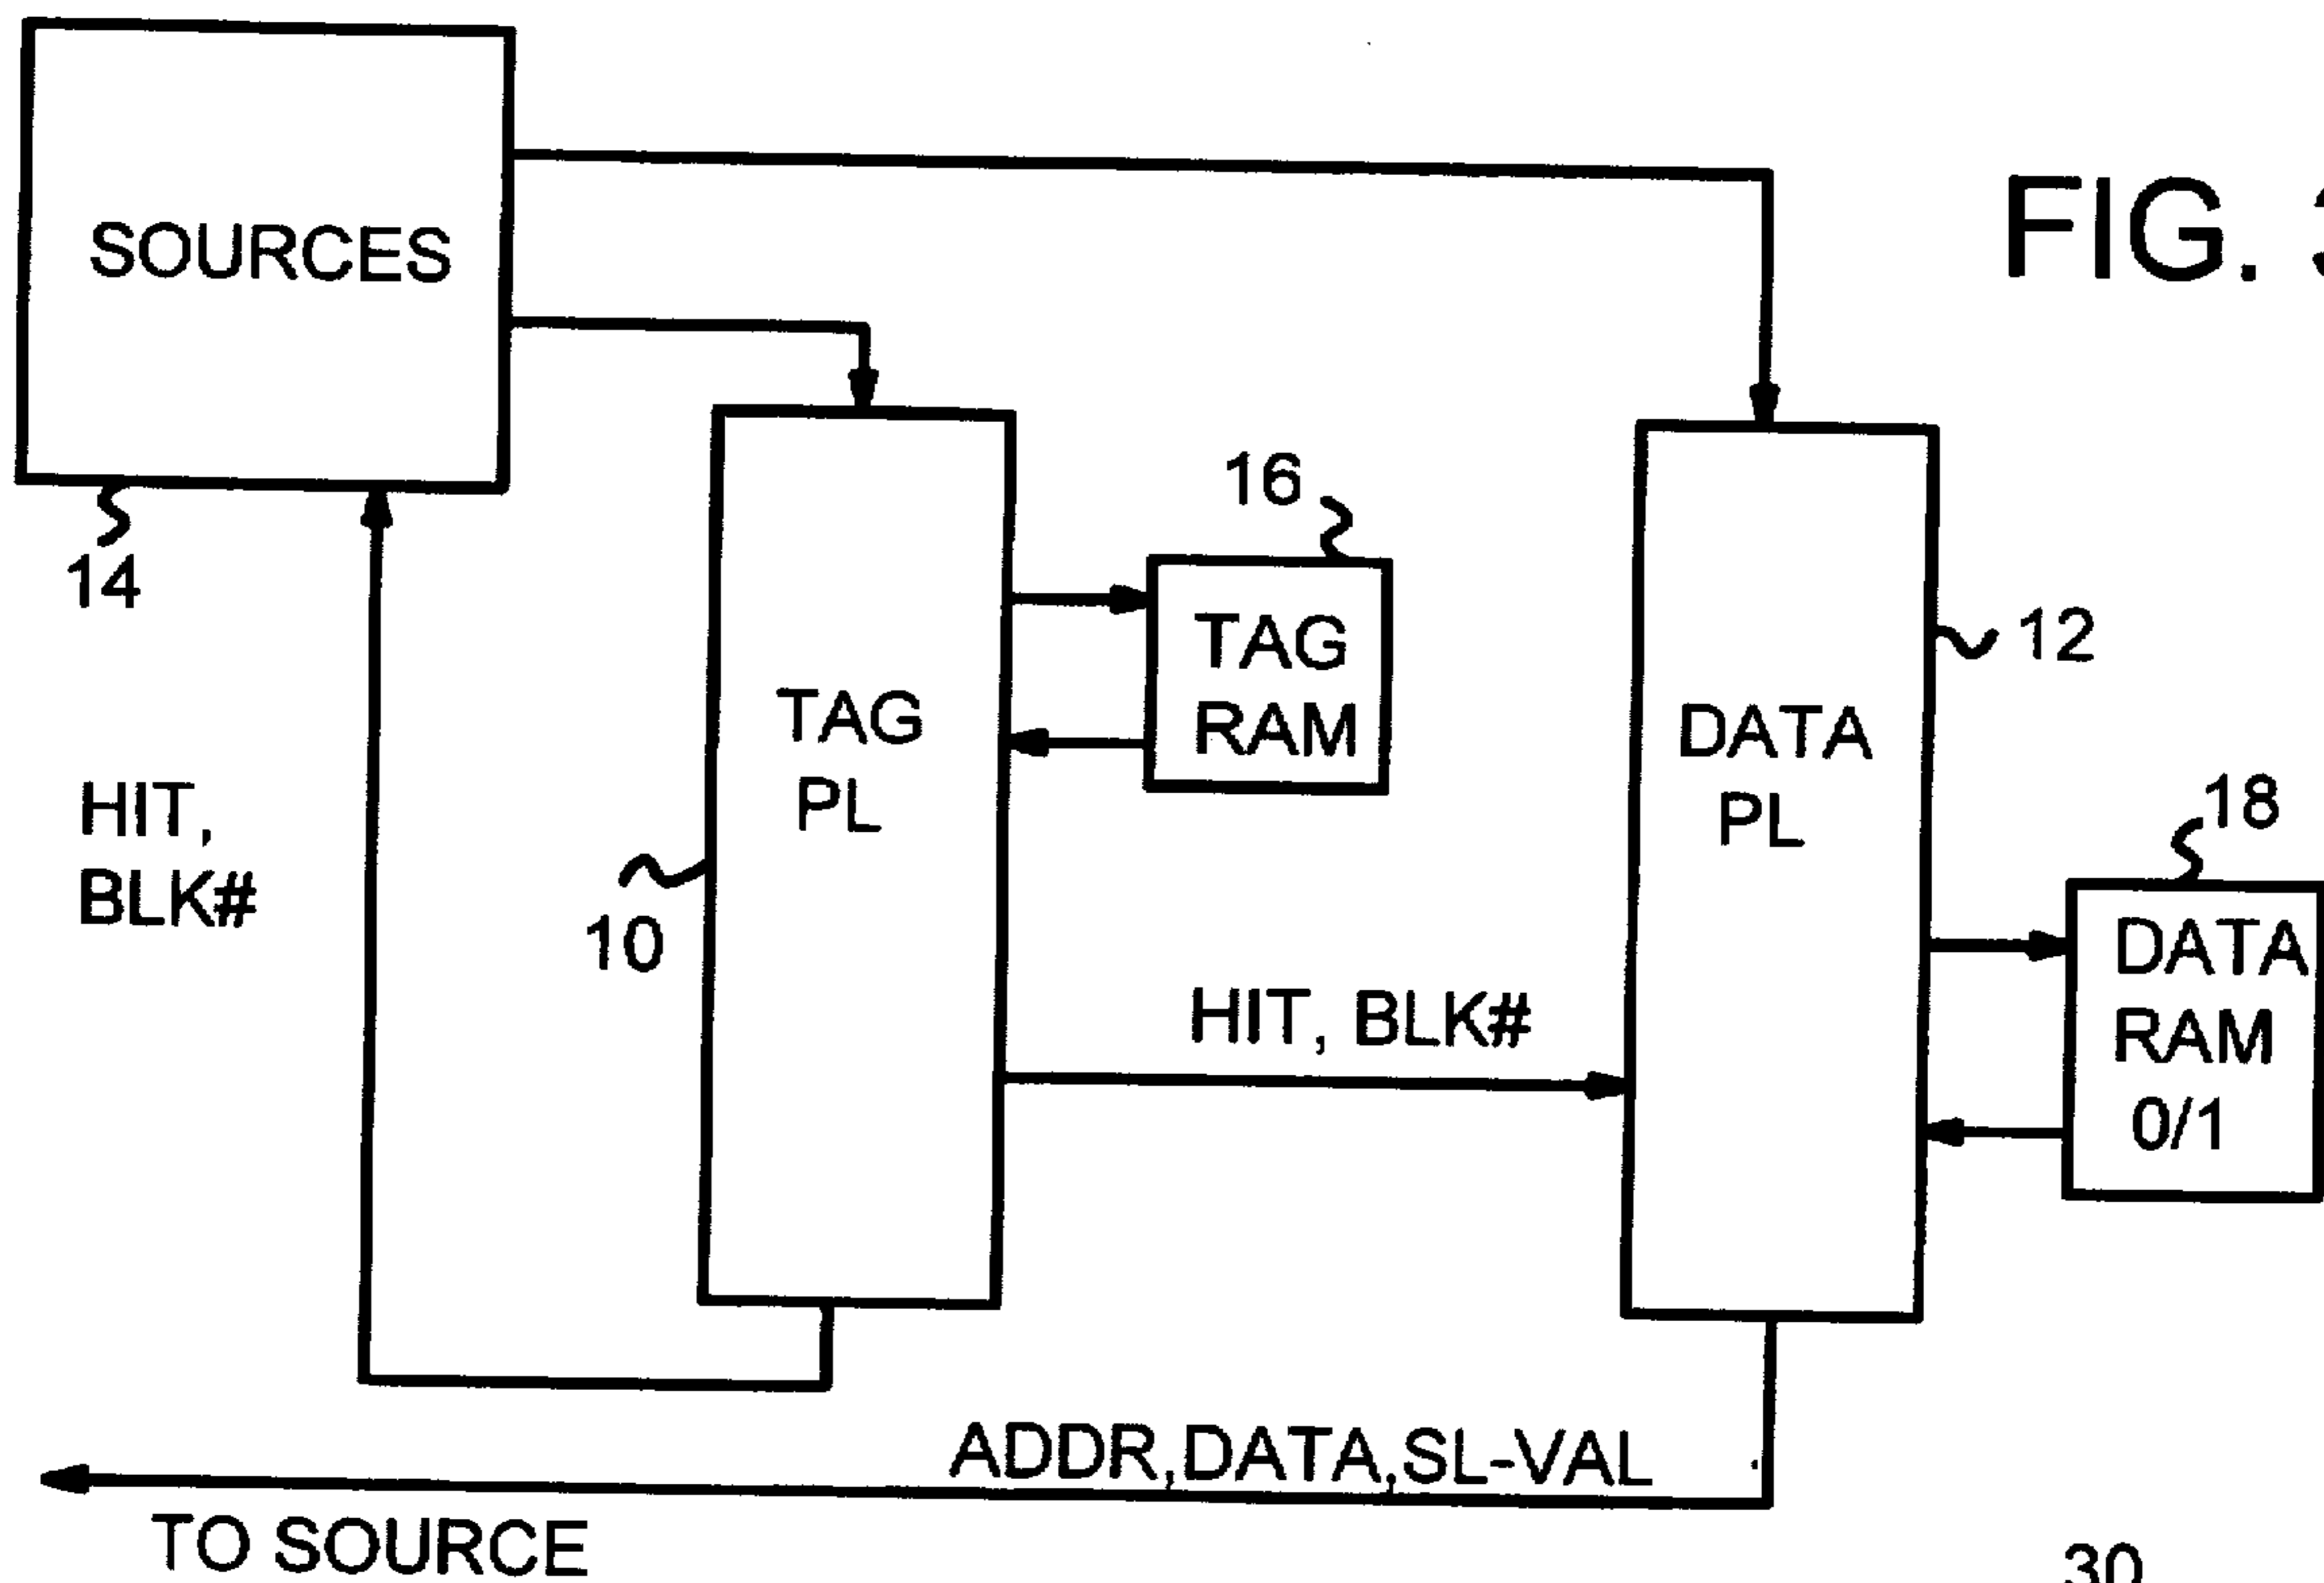 SOURCES
FIG. 3
14
16
TAG
RAM
12
TAG
PL
DATA
PL
HIT,
BLK#
10
18
DATA
RAM
0/1
HIT, BLK#
ADDR,DATA,SL-VAL
TO SOURCE
30